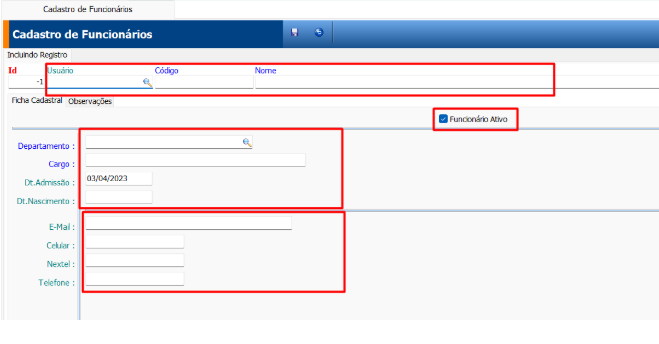 Cadastro de Funcionários
Cadastro de Funcionários
Incluindo Registro
Id Usuário Código Nome
-1
Ficha Cadastral Observações
Funcionário Ativo
Departamento :
Cargo :
Dt.Admissão : 03/04/2023
Dt.Nascimento :
E-Mail :
Celular :
Nextel :
Telefone :